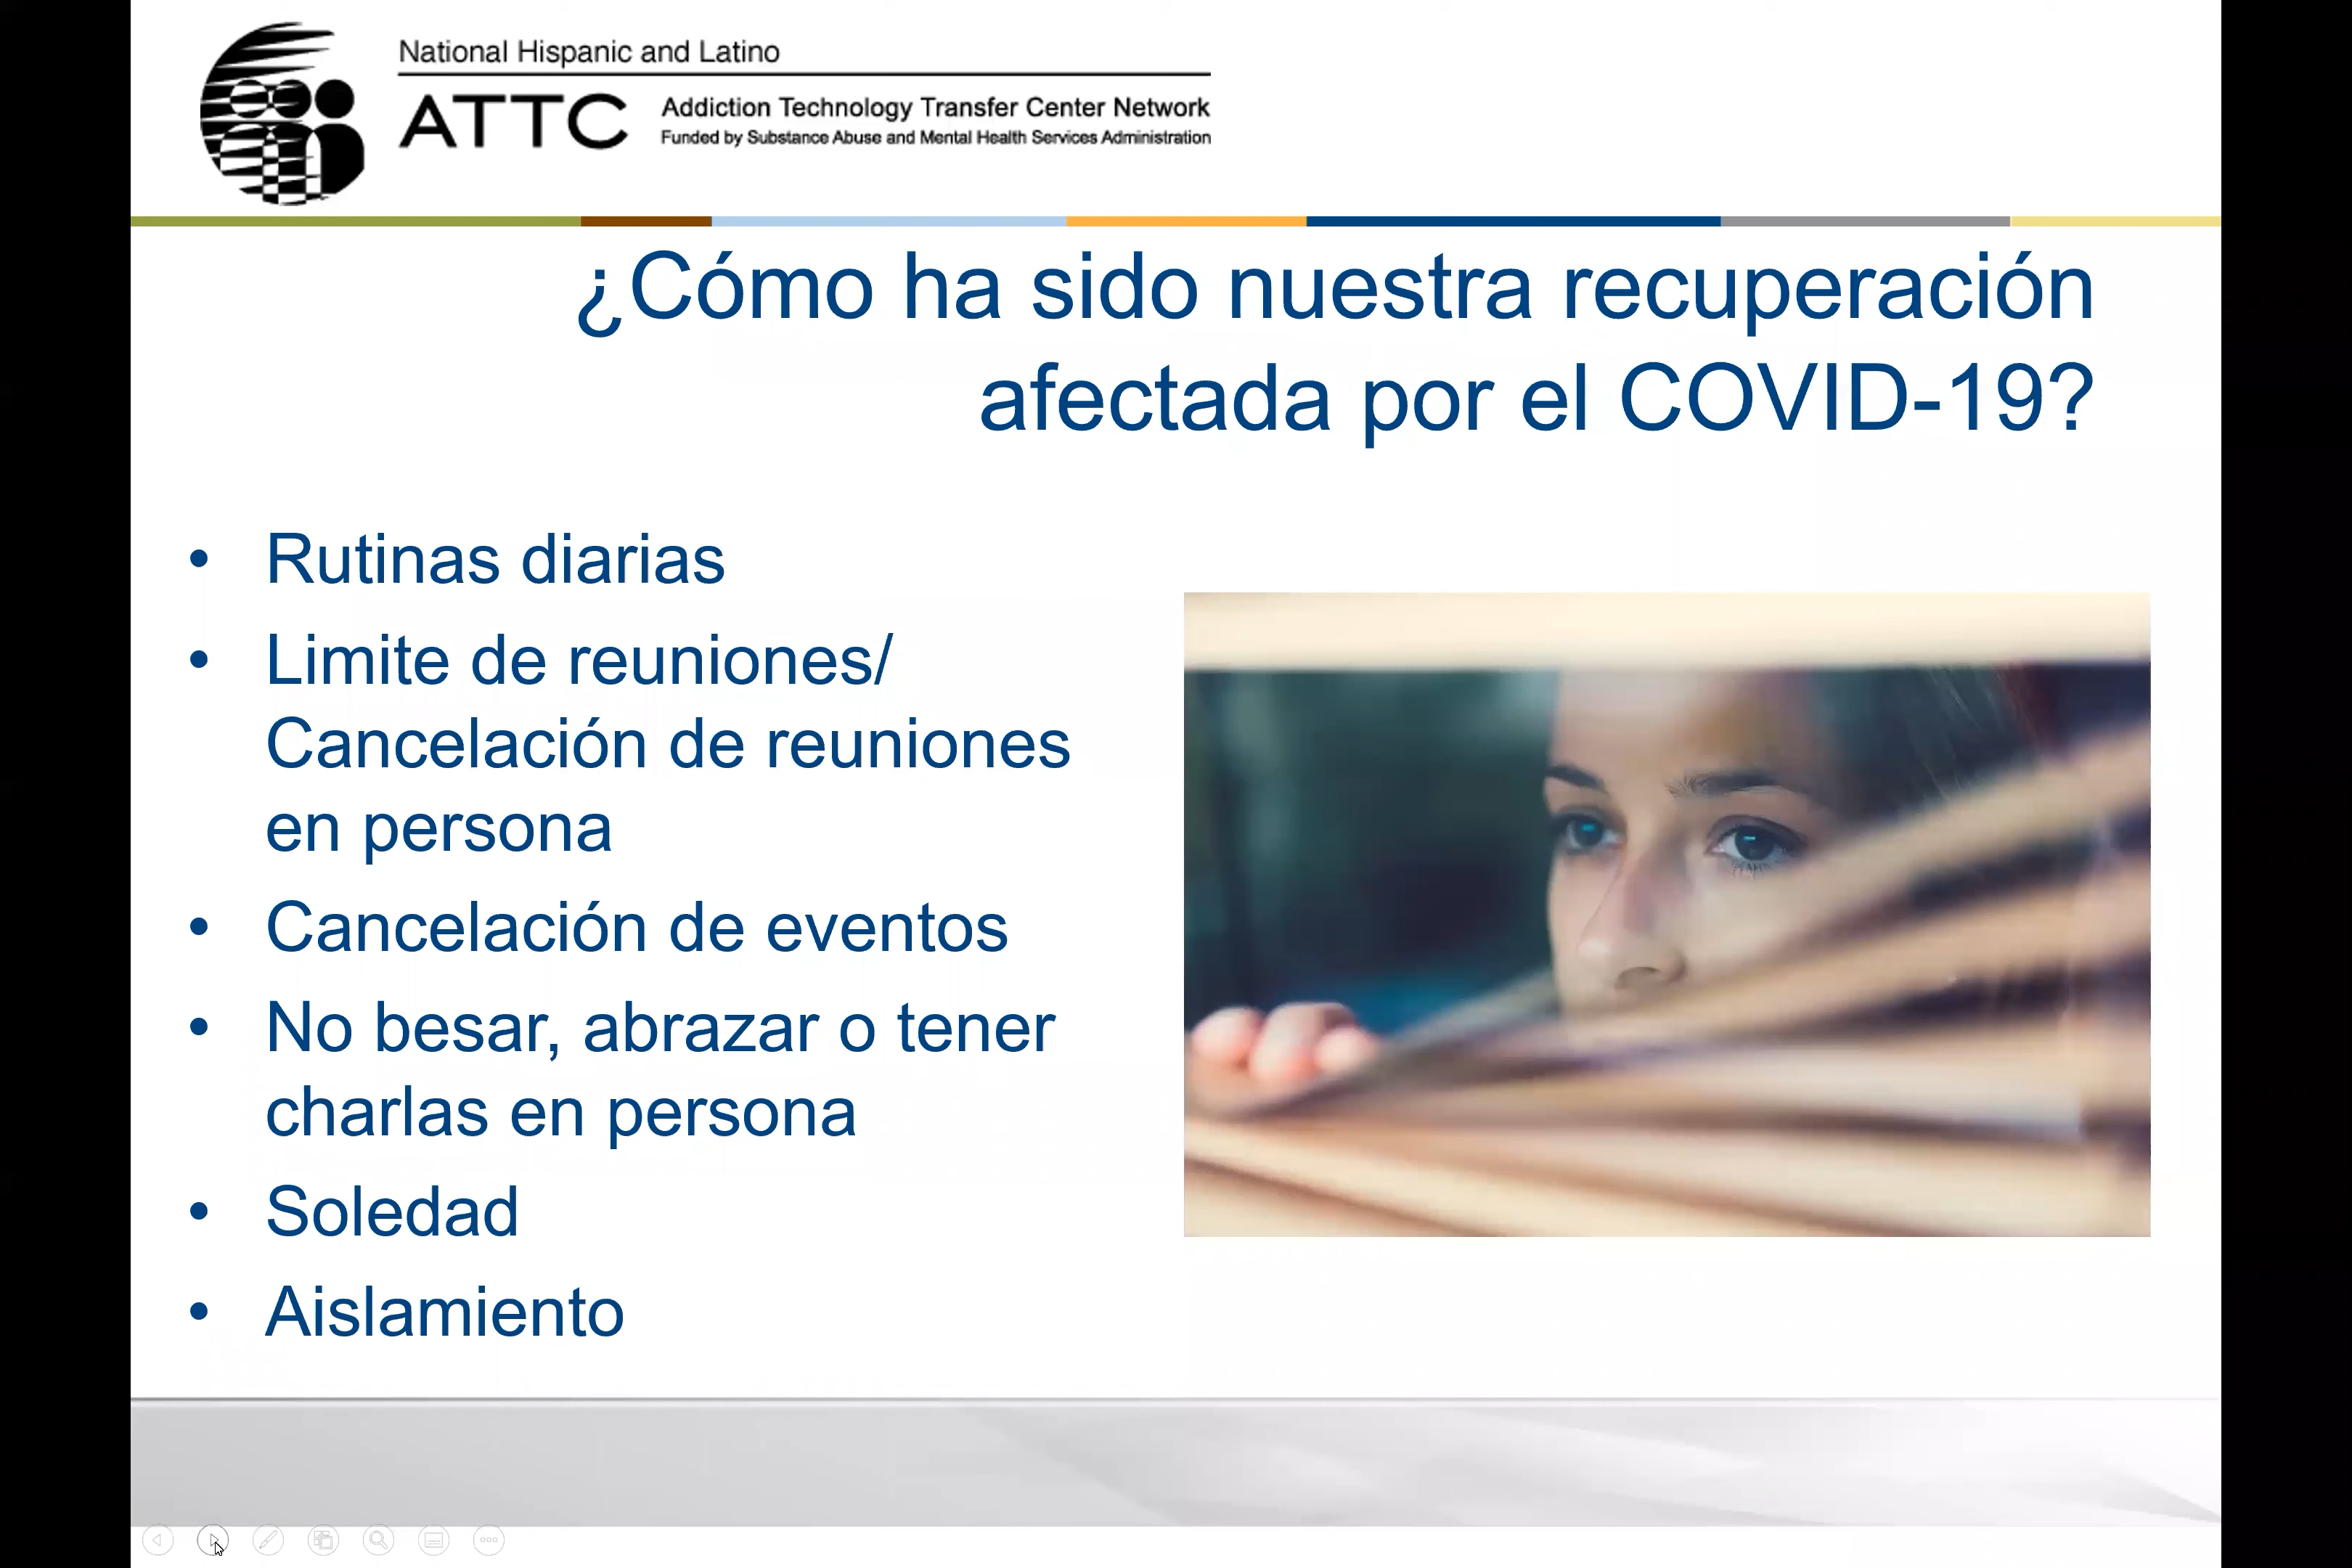 National Hispanic and Latino
ATTC
Addiction Technology Transfer Center Network
Funded by Substance Abuse and Mental Health Services Administration
¿Cómo ha sido nuestra recuperación
afectada por el COVID-19?
• Rutinas diarias
• Limite de reuniones/
Cancelación de reuniones
en persona
• Cancelación de eventos
• No besar, abrazar o tener
charlas en persona
• Soledad
• Aislamiento